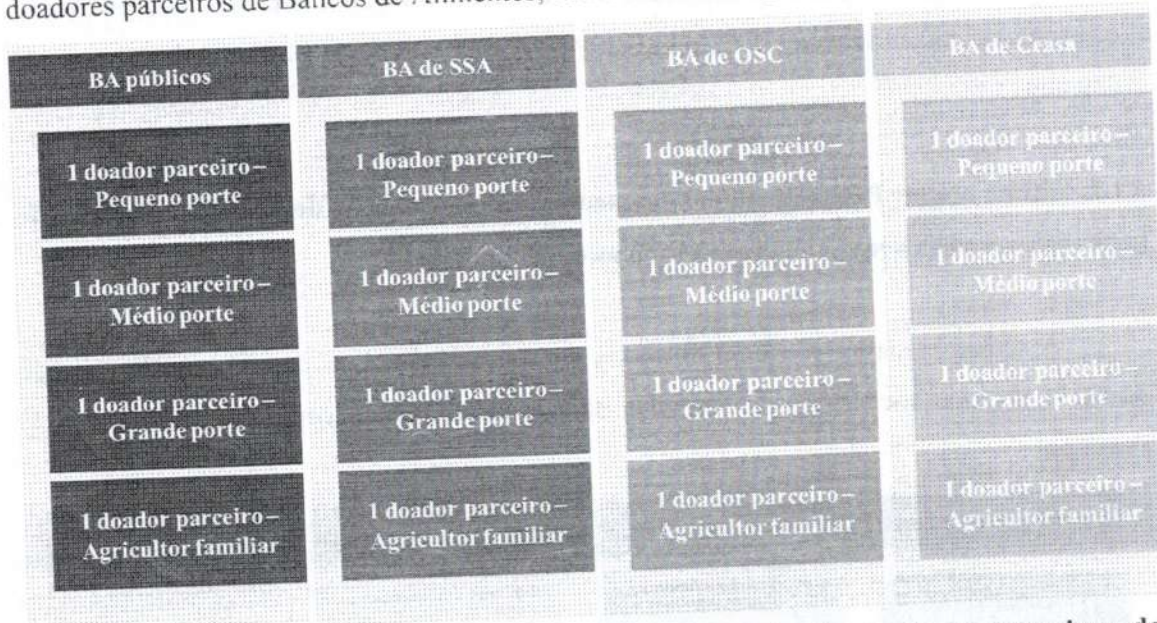 doadores parceiros de Bancos de Alimentos,
BA públicos
BA de SSA
BA de OSC
BA de Ceasa
1 doador parceiro–
Pequeno porte
1 doador parceiro–
Pequeno porte
1 doador parceiro–
Pequeno porte
1 doador parceiro–
Pequeno porte
1 doador parceiro–
Médio porte
1 doador parceiro–
Médio porte
1 doador parceiro–
Médio porte
1 doador parceiro–
Médio porte
1 doador parceiro–
Grande porte
1 doador parceiro–
Grande porte
1 doador parceiro–
Grande porte
1 doador parceiro–
Grande porte
1 doador parceiro–
Agricultor familiar
1 doador parceiro–
Agricultor familiar
1 doador parceiro–
Agricultor familiar
1 doador parceiro–
Agricultor familiar